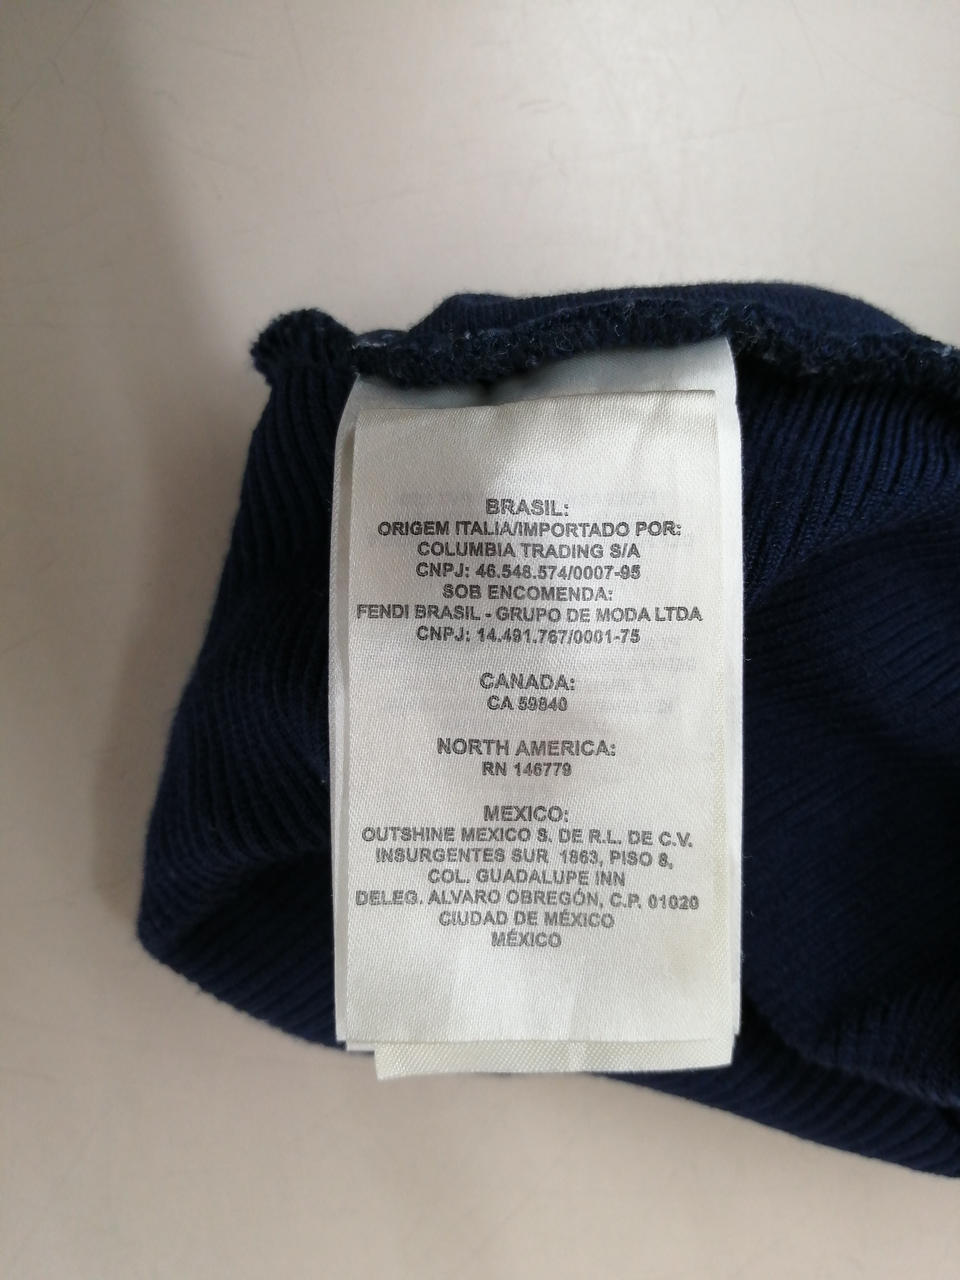 BRASIL:
ORIGEM ITALIA/IMPORTADO POR:
COLUMBIA TRADING S/A
CNPJ: 46.548.574/0007-95
SOB ENCOMENDA:
FENDI BRASIL - GRUPO DE MODA LTDA
CNPJ: 14.491.767/0001-75
CANADA:
CA 59840
NORTH AMERICA:
RN 146779
MEXICO:
OUTSHINE MEXICO S. DE R.L. DE C.V.
INSURGENTES SUR 1863, PISO 8,
COL. GUADALUPE INN
DELEG. ALVARO OBREGÓN, C.P. 01020
CIUDAD DE MÉXICO
MÉXICO